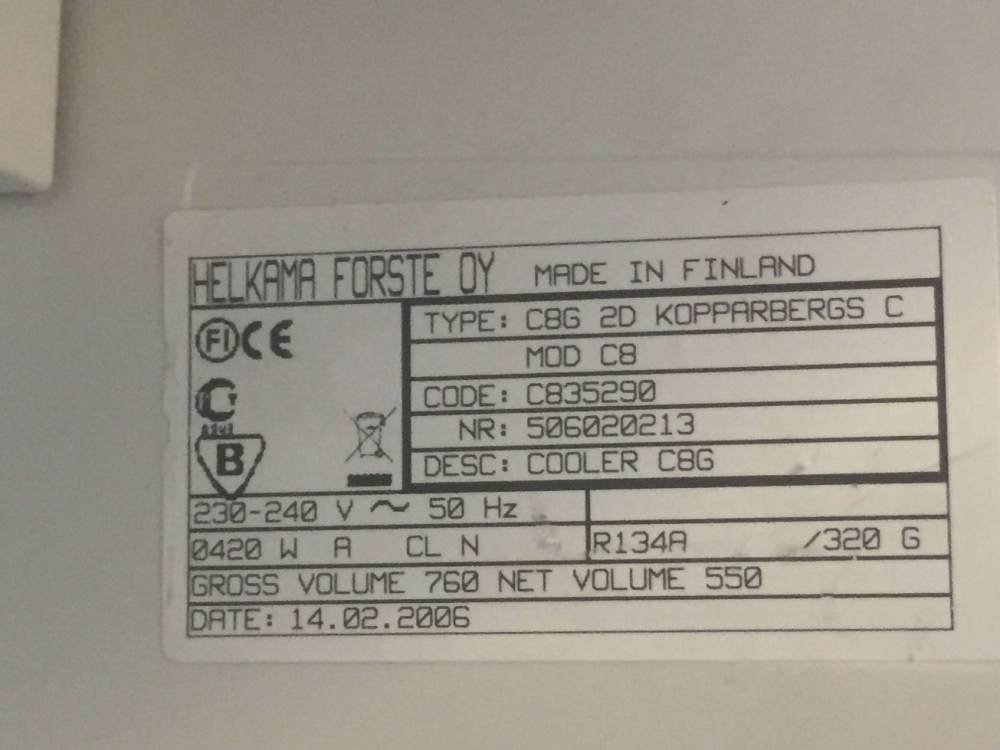 HELKAMA FORSTE OY MADE IN FINLAND
FI CE
TYPE: C8G 2D KOPPARBERGS C
MOD C8
CODE: C835290
NR: 506020213
DESC: COOLER C8G
B
230-240 V ~ 50 Hz
0420 W A CL N R134A /320 G
GROSS VOLUME 760 NET VOLUME 550
DATE: 14.02.2006